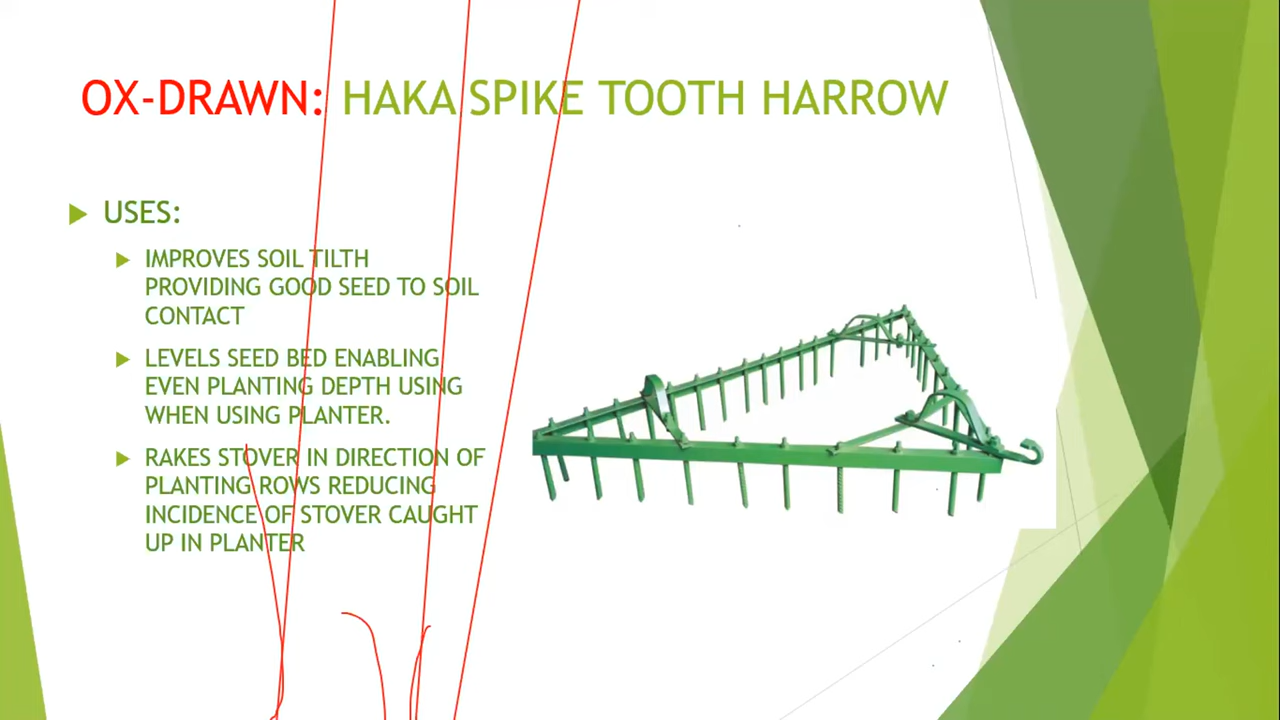 OX-DRAWN: HAKA SPIKE TOOTH HARROW
USES:
IMPROVES SOIL TILTH
PROVIDING GOOD SEED TO SOIL
CONTACT
LEVELS SEED BED ENABLING
EVEN PLANTING DEPTH USING
WHEN USING PLANTER.
RAKES STOVER IN DIRECTION OF
PLANTING ROWS REDUCING
INCIDENCE OF STOVER CAUGHT
UP IN PLANTER